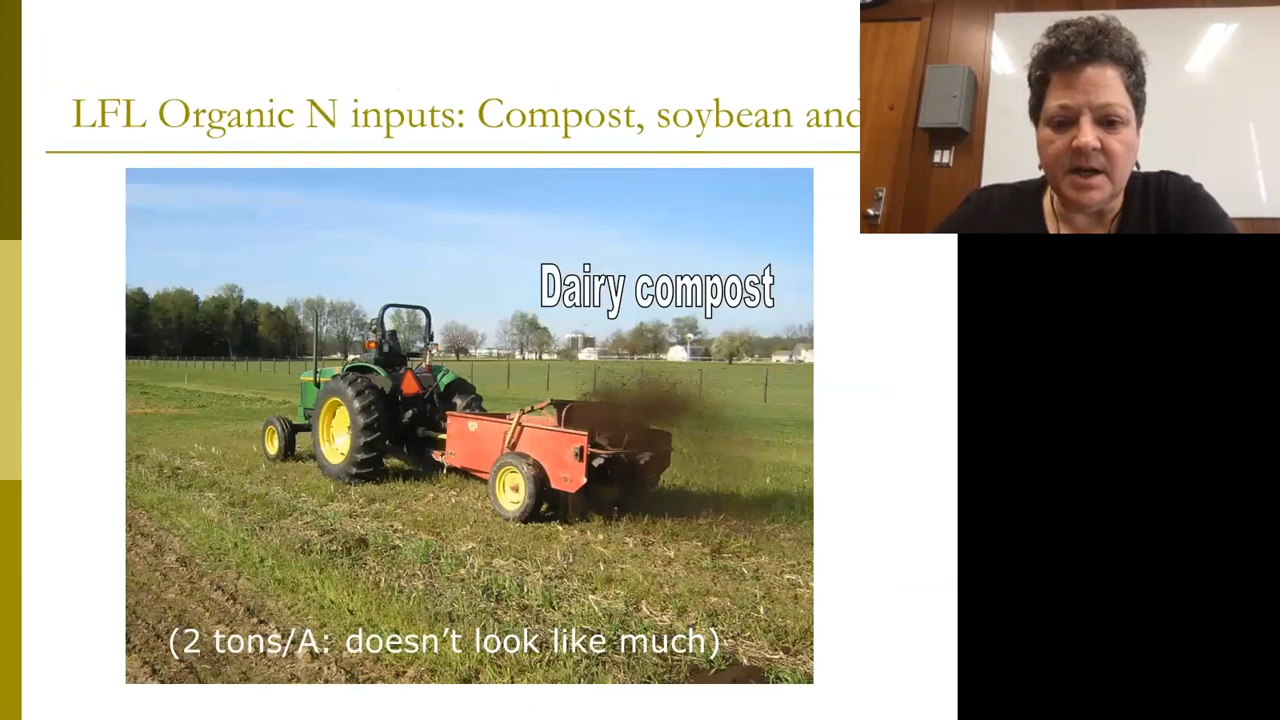 LFL Organic N inputs: Compost, soybean and
Dairy compost
(2 tons/A: doesn't look like much)